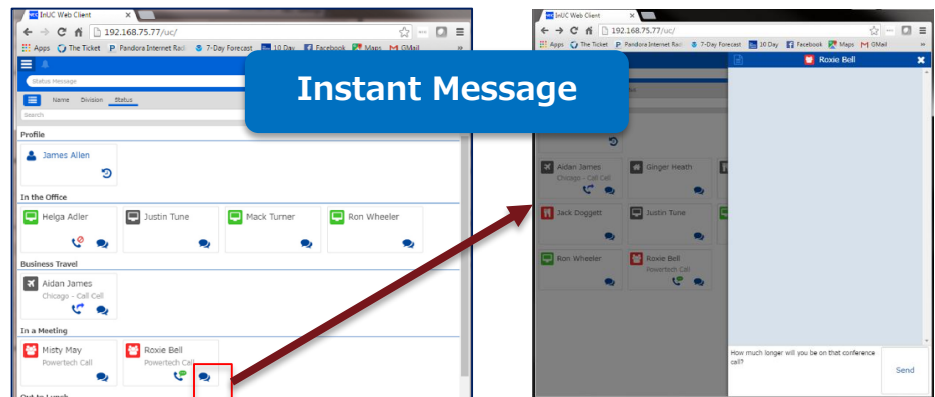 InUC Web Client
192.168.75.77/uc/
Apps The Ticket Pandora Internet Radi 7-Day Forecast 10 Day Facebook Maps GMail
Status Message
Name Division Status
Search
Profile
James Allen
In the Office
Helga Adler Justin Tune Mack Turner Ron Wheeler
Business Travel
Aidan James
Chicago - Call Cell
In a Meeting
Misty May Roxie Bell
Powertech Call Powertech Call
Out to Lunch
Instant Message
InUC Web Client
192.168.75.77/uc/
Apps The Ticket Pandora Internet Radi 7-Day Forecast 10 Day Facebook Maps GMail
Roxie Bell
Aidan James Ginger Heath
Chicago - Call Cell
Jack Doggett Justin Tune
Ron Wheeler Roxie Bell
Powertech Call
How much longer will you be on that conference
call?
Send